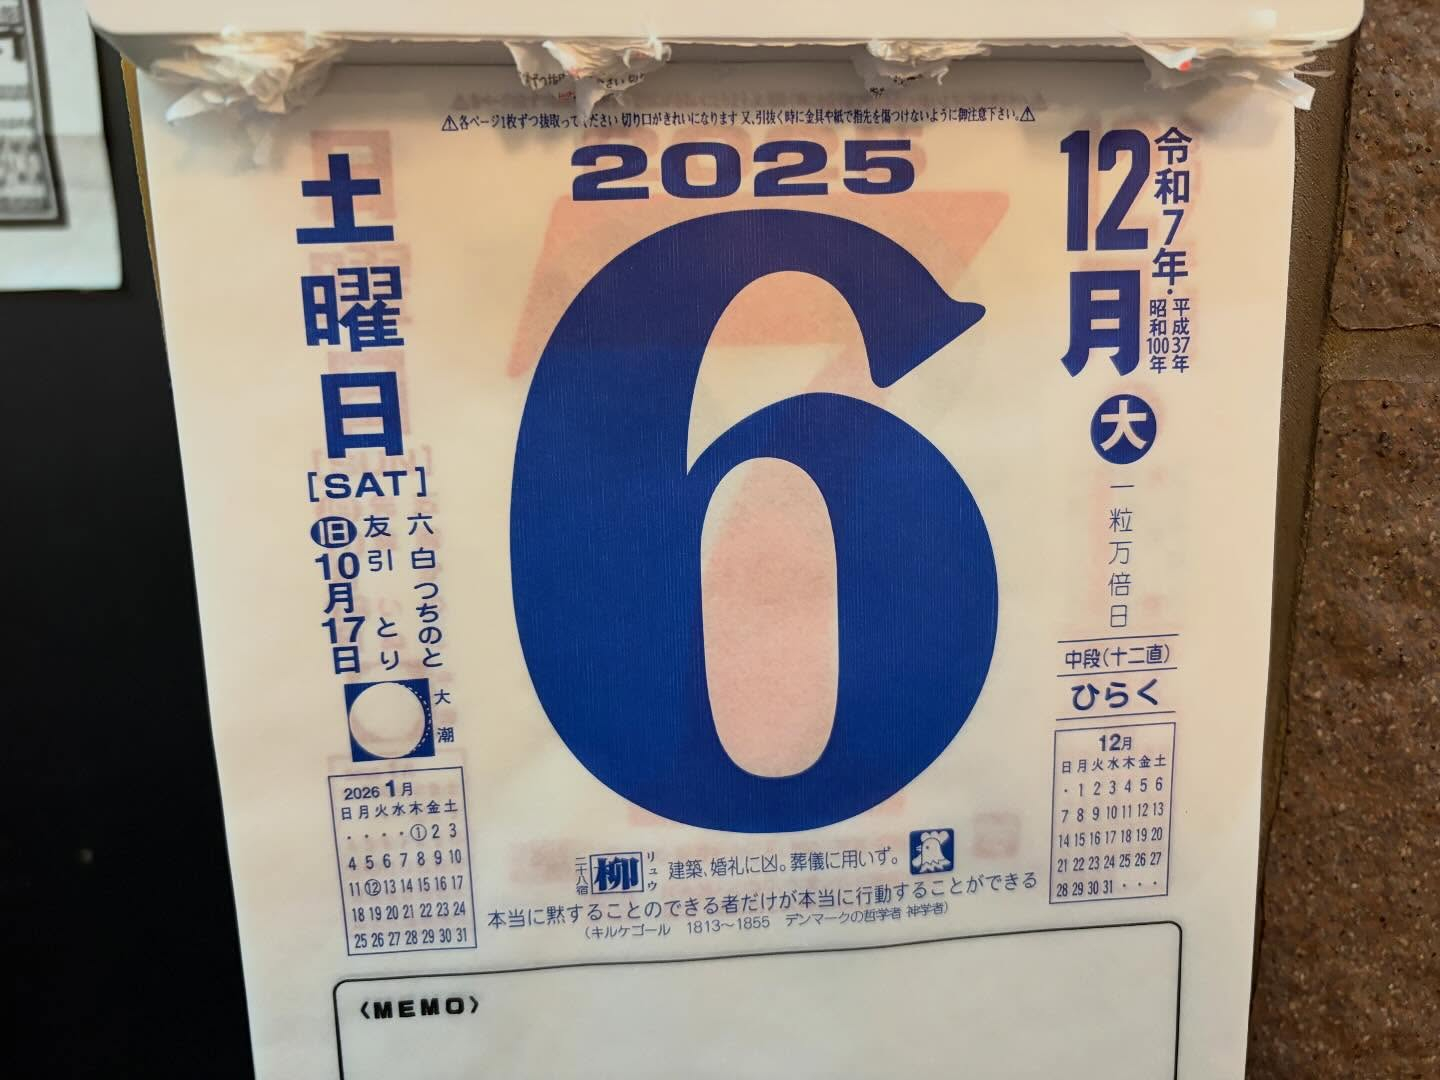 ⚠各ページ1枚ずつ抜取ってください 切り口がきれいになります 又、引抜く時に金具や紙で指先を傷つけないように御注意下さい。⚠
2025
12月
令和7年・
平成37年
昭和100年
大
一粒万倍日
中段(十二直)
ひらく
12月
日月火水木金土
・ 1 2 3 4 5 6
7 8 9 10 11 12 13
14 15 16 17 18 19 20
21 22 23 24 25 26 27
28 29 30 31 ・ ・ ・
6
土曜日
[SAT]
六白 つちのと
友引 とり
旧10月17日
大潮
2026 1月
日月火水木金土
・ ・ ・ ・ ① 2 3
4 5 6 7 8 9 10
11 ⑫ 13 14 15 16 17
18 19 20 21 22 23 24
25 26 27 28 29 30 31
二十八宿 柳 リュウ 建築、婚礼に凶。葬儀に用いず。
本当に黙することのできる者だけが本当に行動することができる
(キルケゴール 1813〜1855 デンマークの哲学者 神学者)
〈MEMO〉